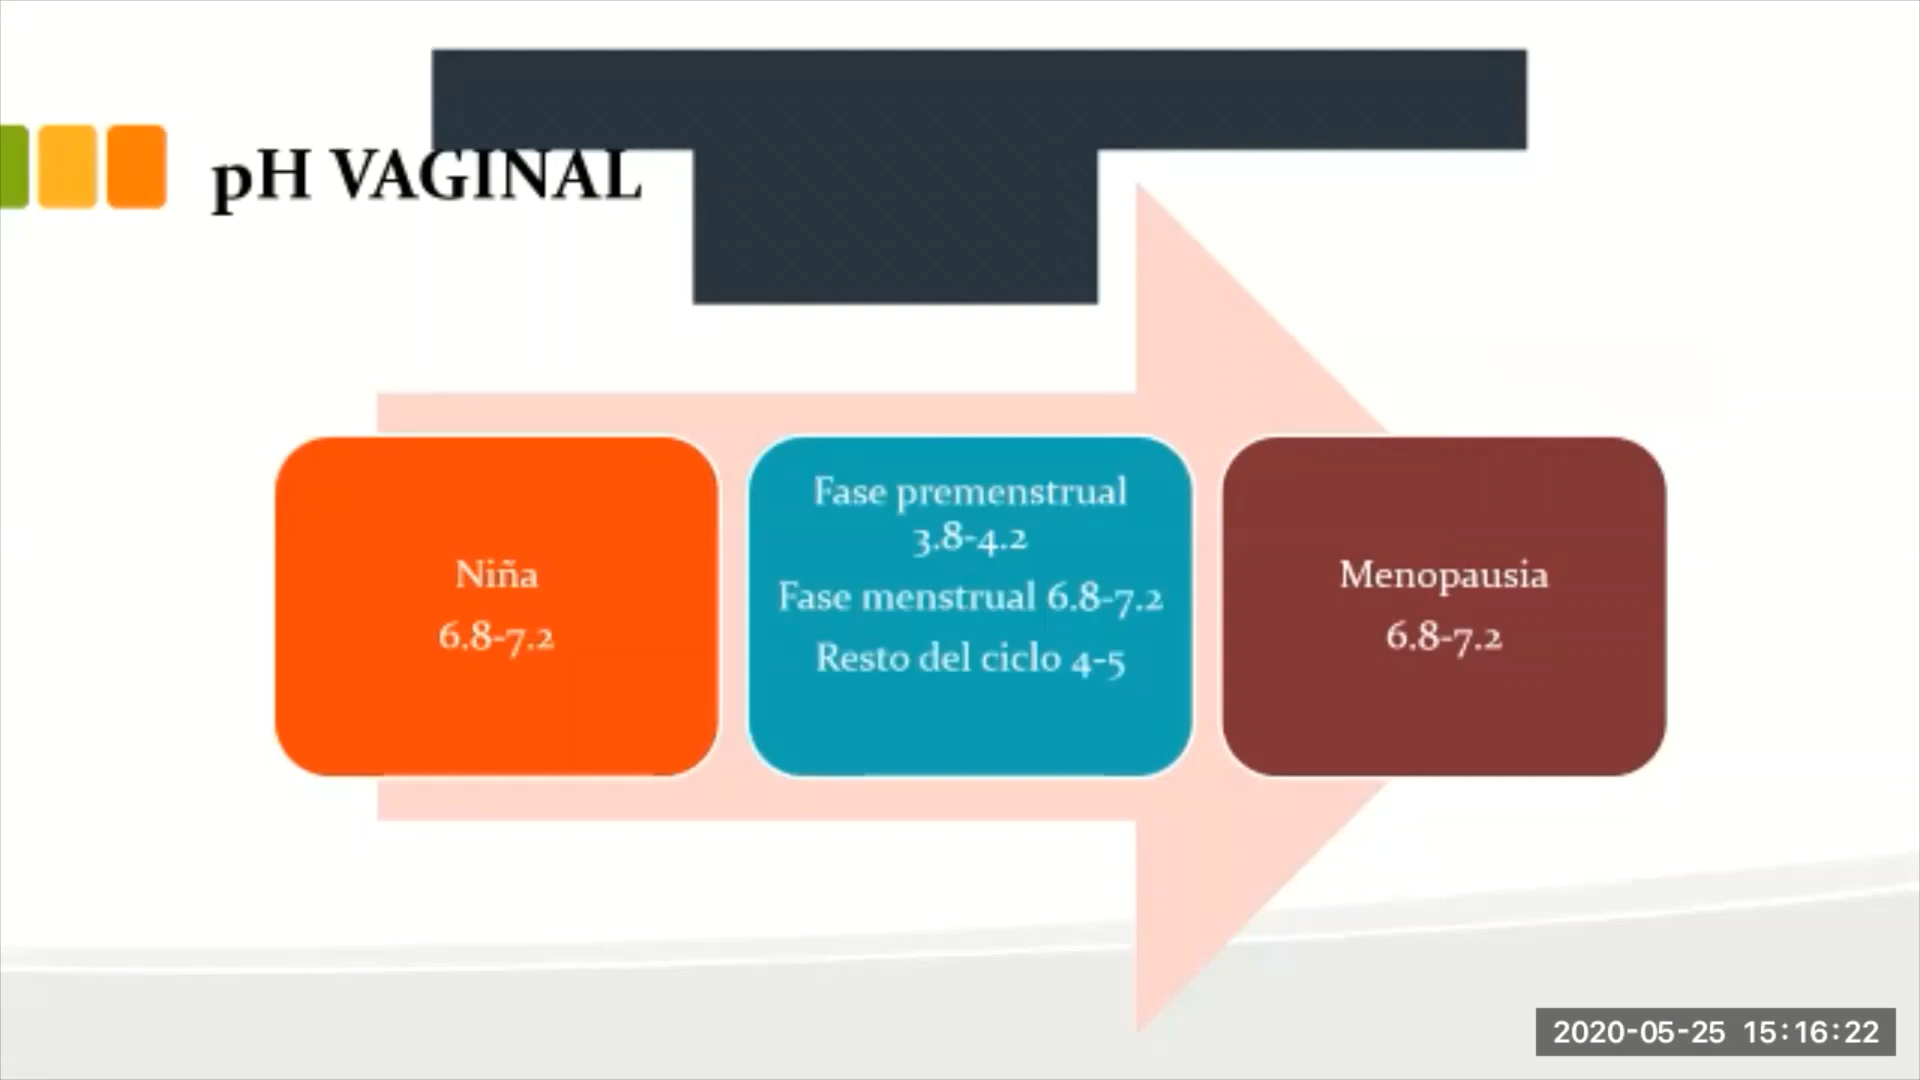 pH VAGINAL
Niña
6.8-7.2
Fase premenstrual
3.8-4.2
Fase menstrual 6.8-7.2
Resto del ciclo 4-5
Menopausia
6.8-7.2
2020-05-25 15:16:22